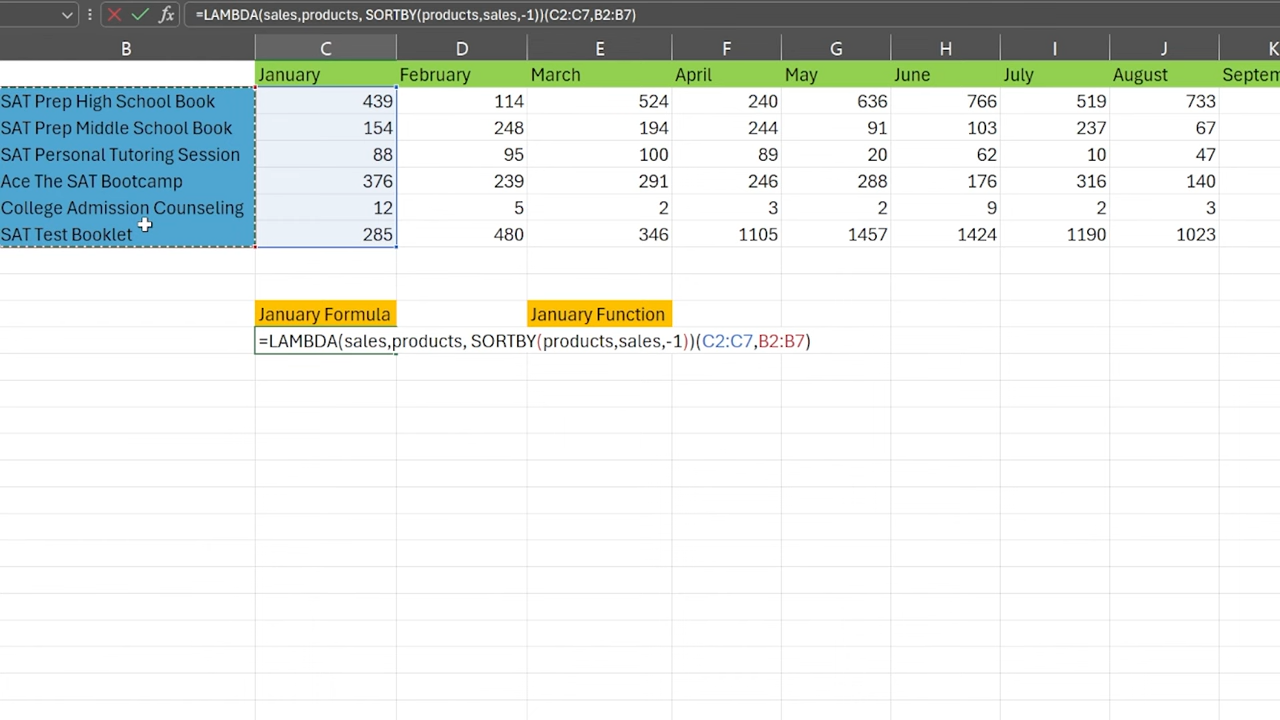 fx =LAMBDA(sales,products, SORTBY(products,sales,-1))(C2:C7,B2:B7)
B C D E F G H I J K
January February March April May June July August Septem
SAT Prep High School Book 439 114 524 240 636 766 519 733
SAT Prep Middle School Book 154 248 194 244 91 103 237 67
SAT Personal Tutoring Session 88 95 100 89 20 62 10 47
Ace The SAT Bootcamp 376 239 291 246 288 176 316 140
College Admission Counseling 12 5 2 3 2 9 2 3
SAT Test Booklet 285 480 346 1105 1457 1424 1190 1023
January Formula January Function
=LAMBDA(sales,products, SORTBY(products,sales,-1))(C2:C7,B2:B7)